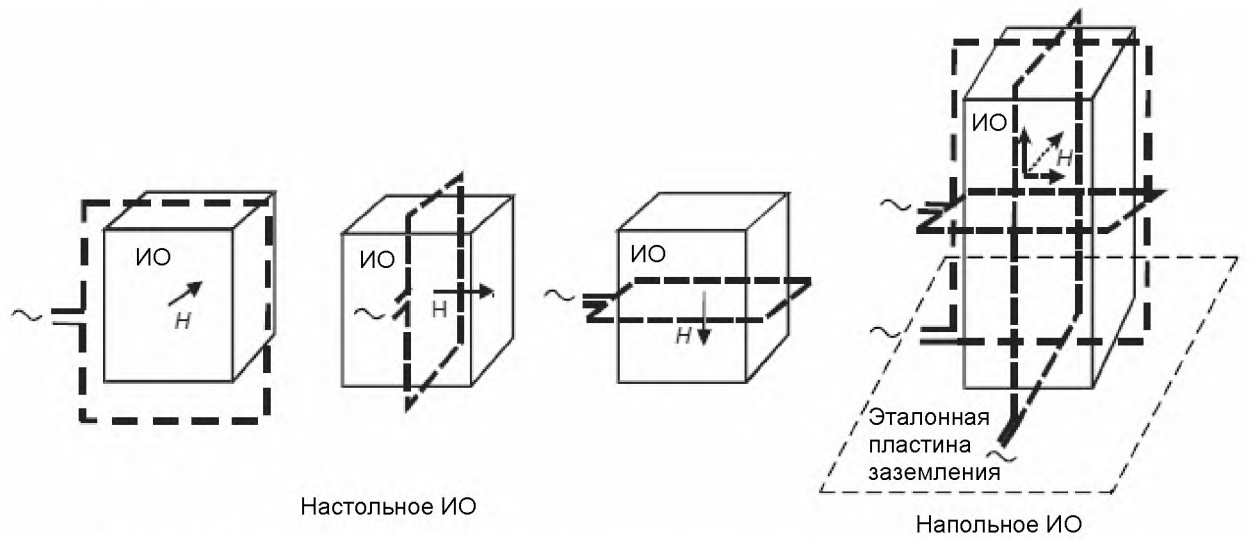 ИО
H
ИО
H
ИО
H
Настольное ИО
ИО
H
Эталонная
пластина
заземления
Напольное ИО